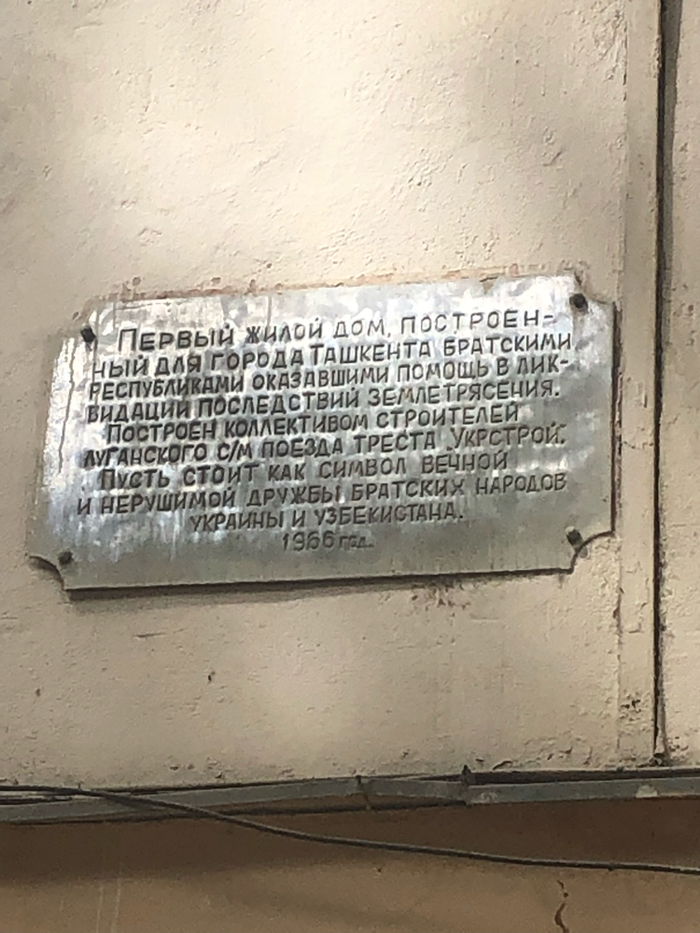 ПЕРВЫЙ ЖИЛОЙ ДОМ, ПОСТРОЕН=
НЫЙ ДЛЯ ГОРОДА ТАШКЕНТА БРАТСКИМИ
РЕСПУБЛИКАМИ ОКАЗАВШИМИ ПОМОЩЬ В ЛИК-
ВИДАЦИИ ПОСЛЕДСТВИЙ ЗЕМЛЕТРЯСЕНИЯ.
ПОСТРОЕН КОЛЛЕКТИВОМ СТРОИТЕЛЕЙ
ЛУГАНСКОГО С/М ПОЕЗДА ТРЕСТА УКРСТРОЙ.
ПУСТЬ СТОИТ КАК СИМВОЛ ВЕЧНОЙ
И НЕРУШИМОЙ ДРУЖБЫ БРАТСКИХ НАРОДОВ
УКРАИНЫ И УЗБЕКИСТАНА.
1966 ГОД.